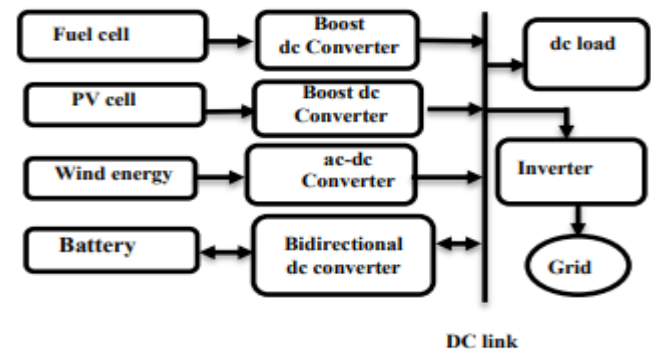 Fuel cell
Boost
dc Converter
dc load
PV cell
Boost dc
Converter
Wind energy
ac-dc
Converter
Inverter
Battery
Bidirectional
dc converter
Grid
DC link